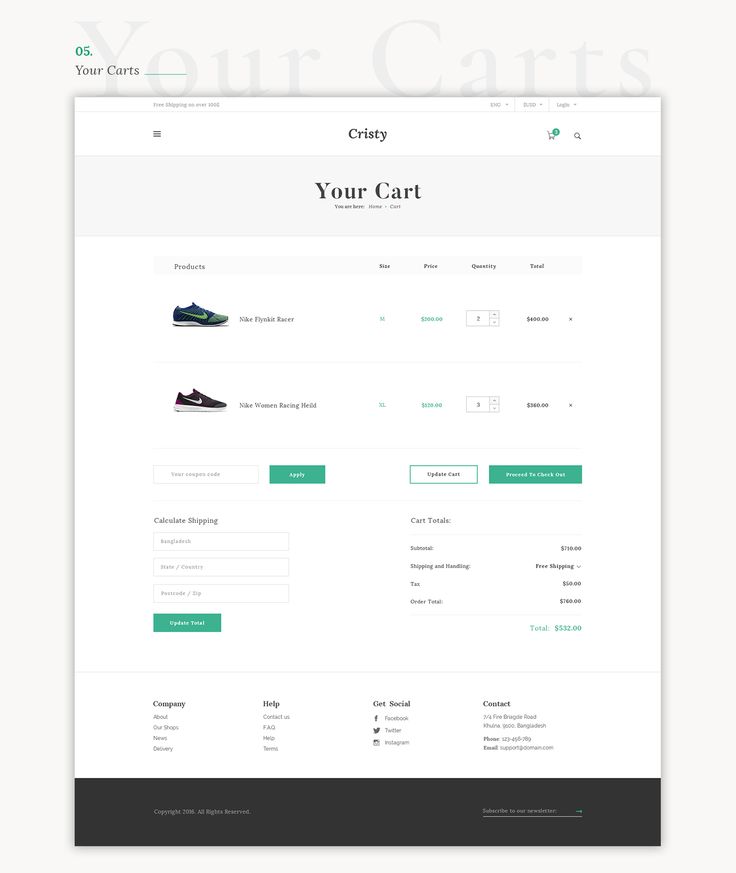 Your Carts
05.
Your Carts
Free Shipping on over 100$
ENG
$USD
Login
Cristy
3
Your Cart
You are here: Home - Cart
Products Size Price Quantity Total
Nike Flynkit Racer M $200.00 2 $400.00 ×
Nike Women Racing Heild XL $120.00 3 $360.00 ×
Your coupon code
Apply
Update Cart
Proceed To Check Out
Calculate Shipping
Bangladesh
State / Country
Postcode / Zip
Update Total
Cart Totals:
Subtotal: $710.00
Shipping and Handling: Free Shipping
Tax $50.00
Order Total: $760.00
Total: $532.00
Company
About
Our Shops
News
Delivery
Help
Contact us
F.A.Q.
Help
Terms
Get Social
Facebook
Twitter
Instagram
Contact
7/4 Fire Briagde Road
Khulna, 9100, Bangladesh
Phone: 123-456-789
Email: support@domain.com
Copyright 2016. All Rights Reserved.
Subscribe to our newsletter: